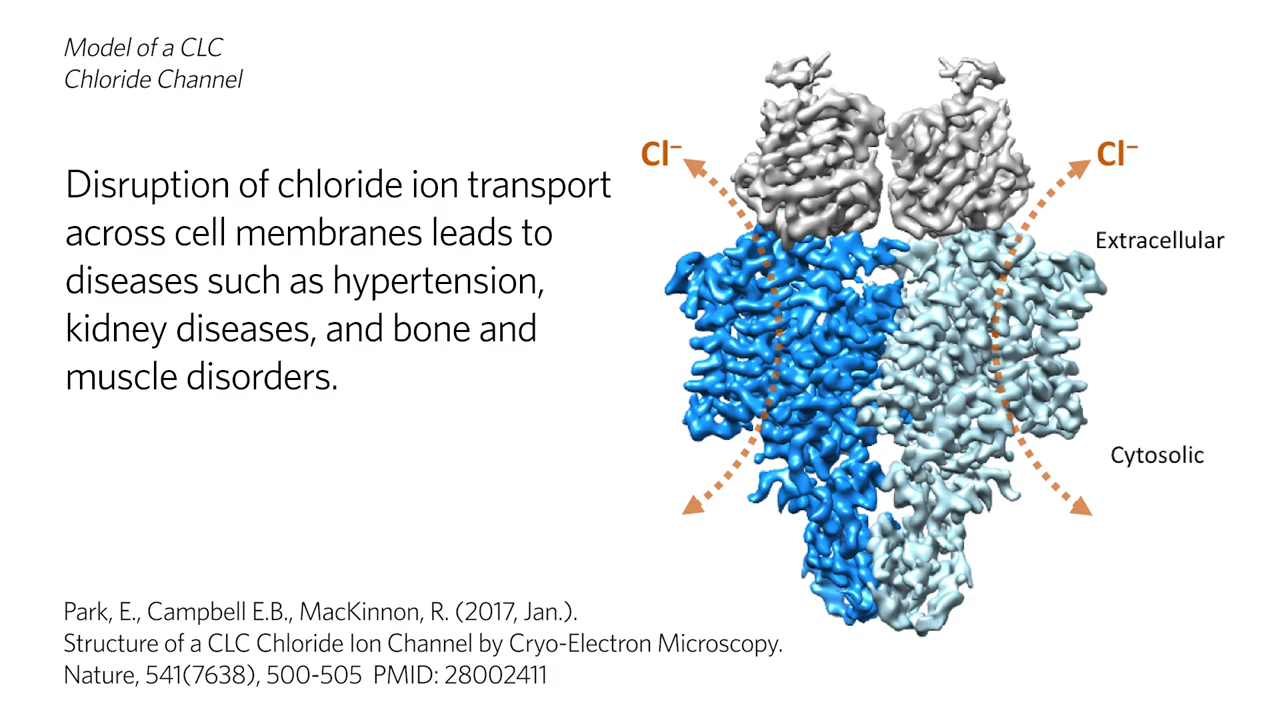 Model of a CLC
Chloride Channel
Disruption of chloride ion transport
across cell membranes leads to
diseases such as hypertension,
kidney diseases, and bone and
muscle disorders.
Cl–
Cl–
Extracellular
Cytosolic
Park, E., Campbell E.B., MacKinnon, R. (2017, Jan.).
Structure of a CLC Chloride Ion Channel by Cryo-Electron Microscopy.
Nature, 541(7638), 500-505 PMID: 28002411